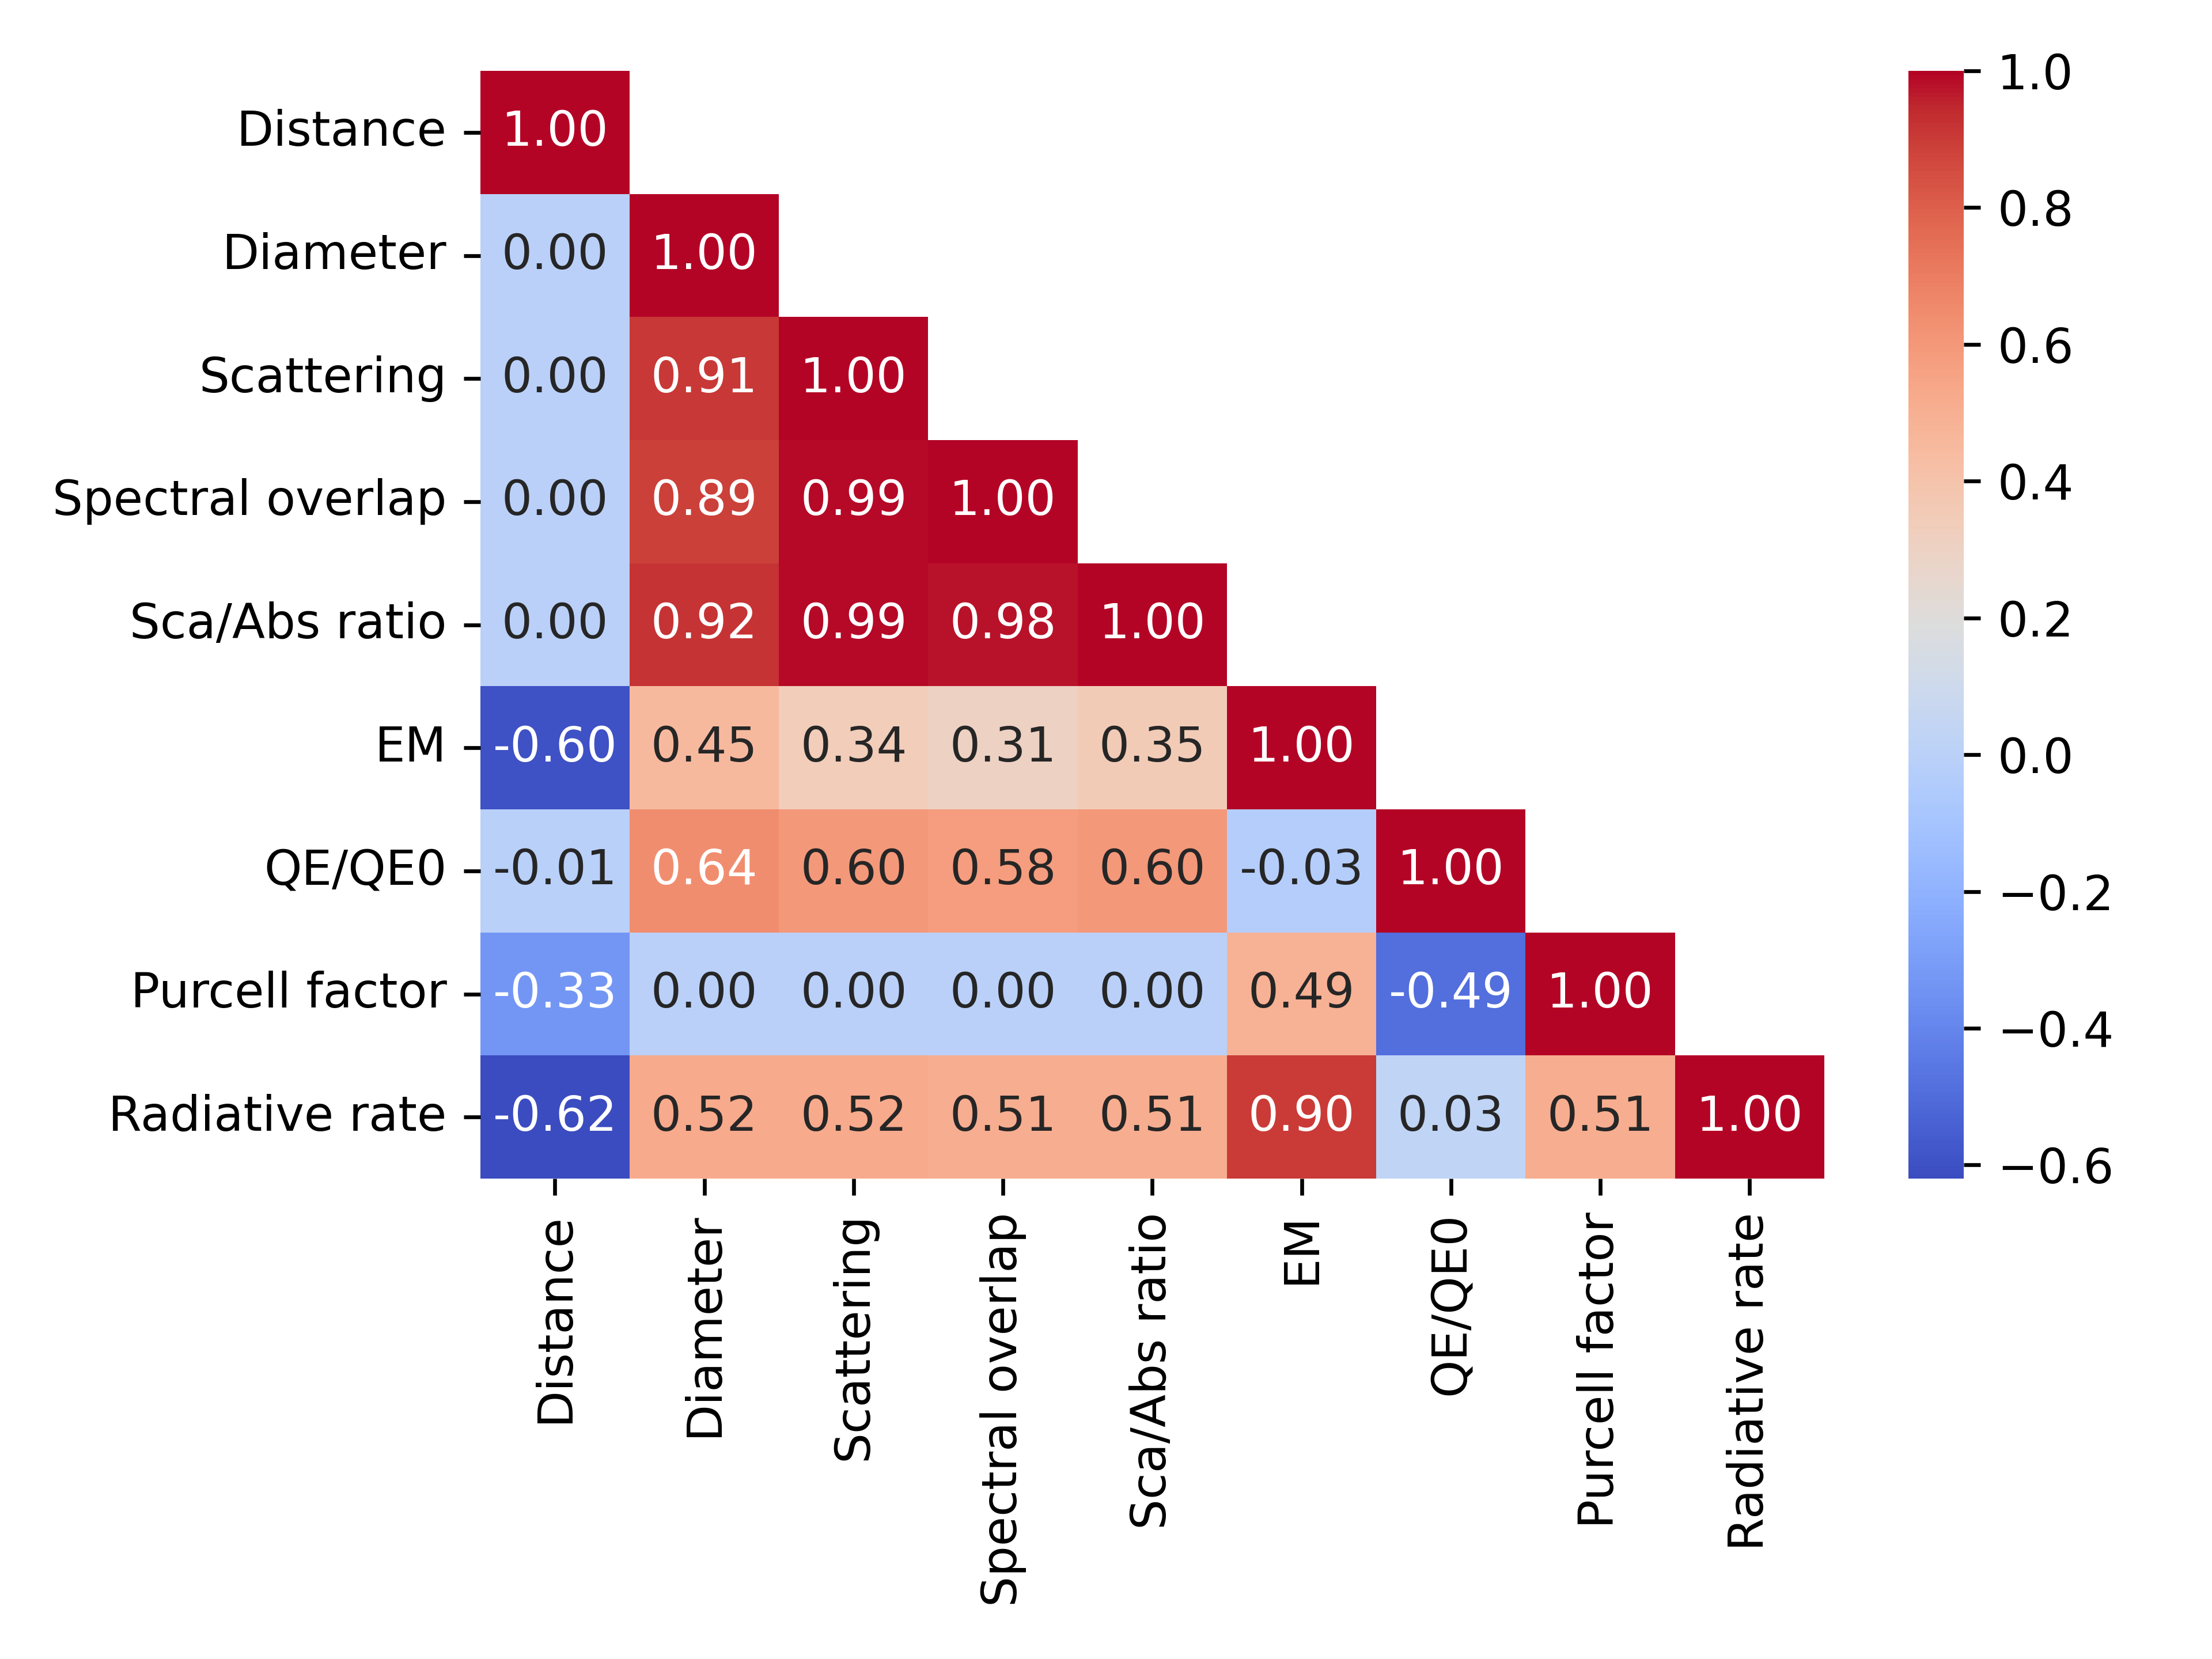 Distance 1.00
Diameter 0.00 1.00
Scattering 0.00 0.91 1.00
Spectral overlap 0.00 0.89 0.99 1.00
Sca/Abs ratio 0.00 0.92 0.99 0.98 1.00
EM -0.60 0.45 0.34 0.31 0.35 1.00
QE/QE0 -0.01 0.64 0.60 0.58 0.60 -0.03 1.00
Purcell factor -0.33 0.00 0.00 0.00 0.00 0.49 -0.49 1.00
Radiative rate -0.62 0.52 0.52 0.51 0.51 0.90 0.03 0.51 1.00
Distance
Diameter
Scattering
Spectral overlap
Sca/Abs ratio
EM
QE/QE0
Purcell factor
Radiative rate
1.0
0.8
0.6
0.4
0.2
0.0
−0.2
−0.4
−0.6